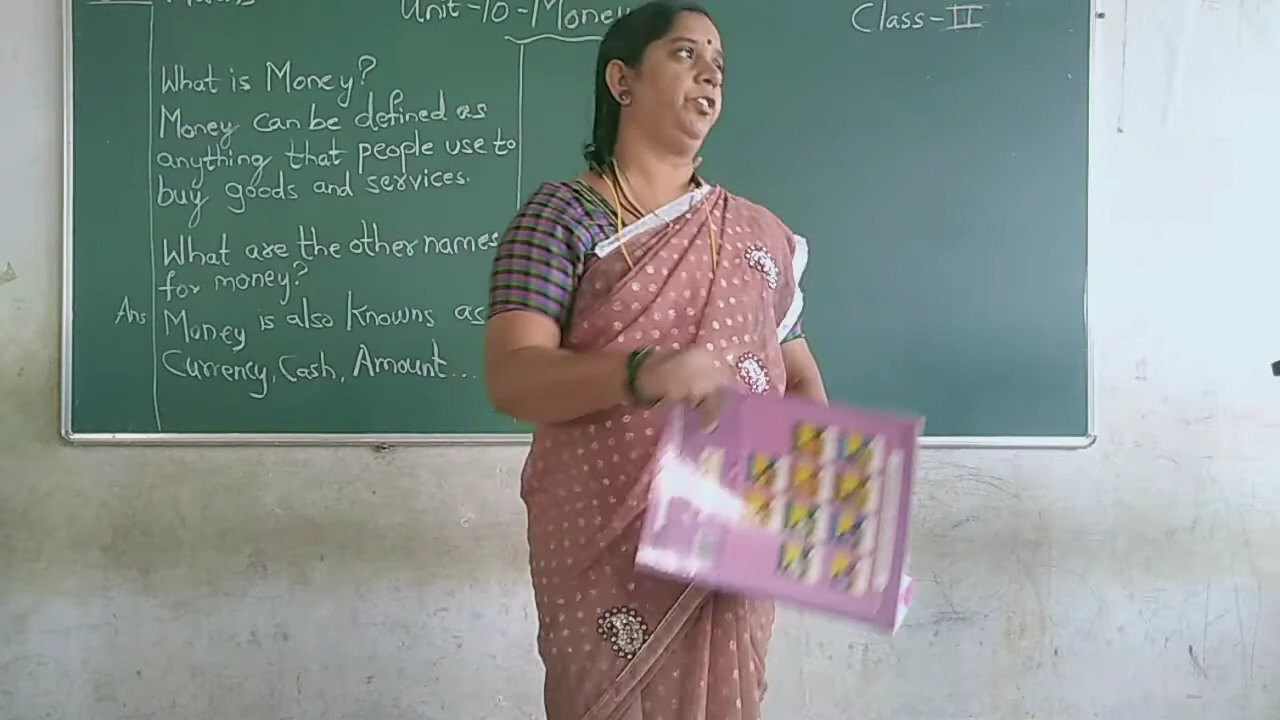 Unit-10-Money
Class-II
What is Money?
Money can be defined as
anything that people use to
buy goods and services.
What are the other names
for money?
Ans Money is also knowns as
Currency, Cash, Amount...